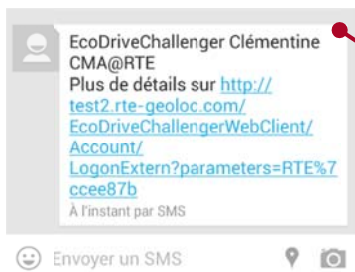 EcoDriveChallenger Clémentine
CMA@RTE
Plus de détails sur http://
test2.rte-geoloc.com/
EcoDriveChallengerWebClient/
Account/
LogonExtern?parameters=RTE%7
ccee87b
À l'instant par SMS
Envoyer un SMS